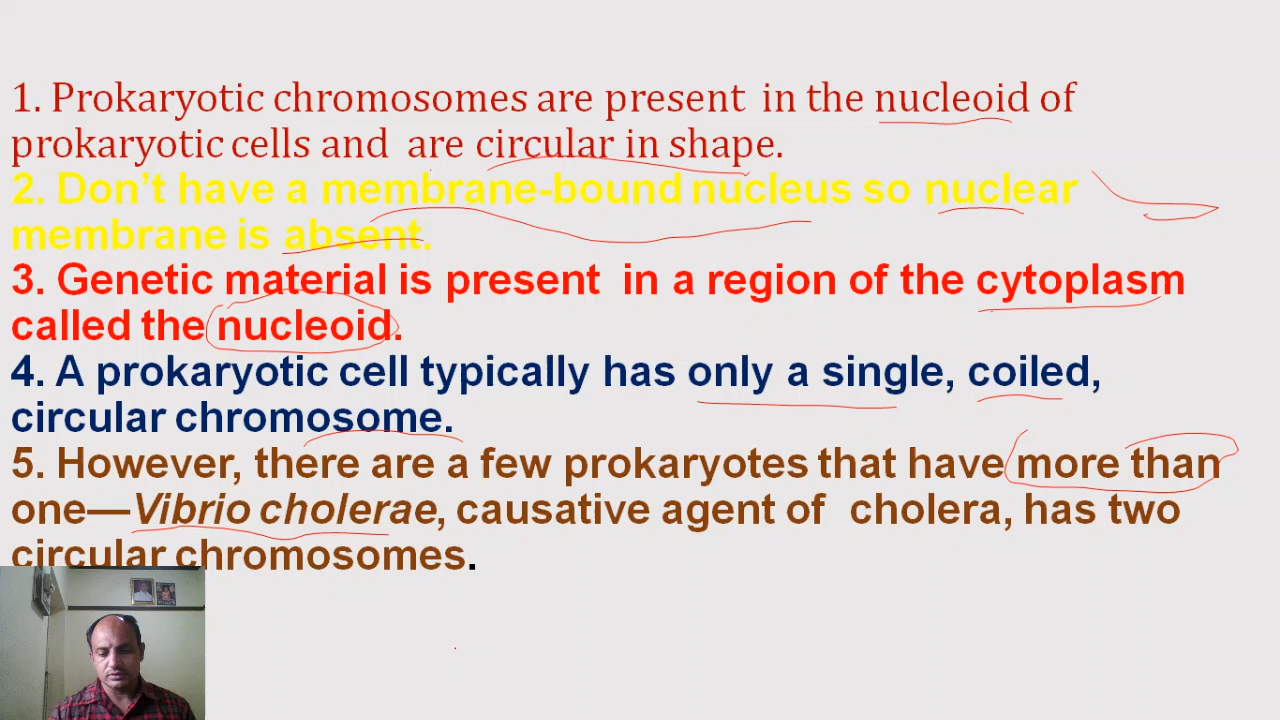 1. Prokaryotic chromosomes are present in the nucleoid of
prokaryotic cells and are circular in shape.
2. Don't have a membrane-bound nucleus so nuclear
membrane is absent.
3. Genetic material is present in a region of the cytoplasm
called the nucleoid.
4. A prokaryotic cell typically has only a single, coiled,
circular chromosome.
5. However, there are a few prokaryotes that have more than
one—Vibrio cholerae, causative agent of cholera, has two
circular chromosomes.